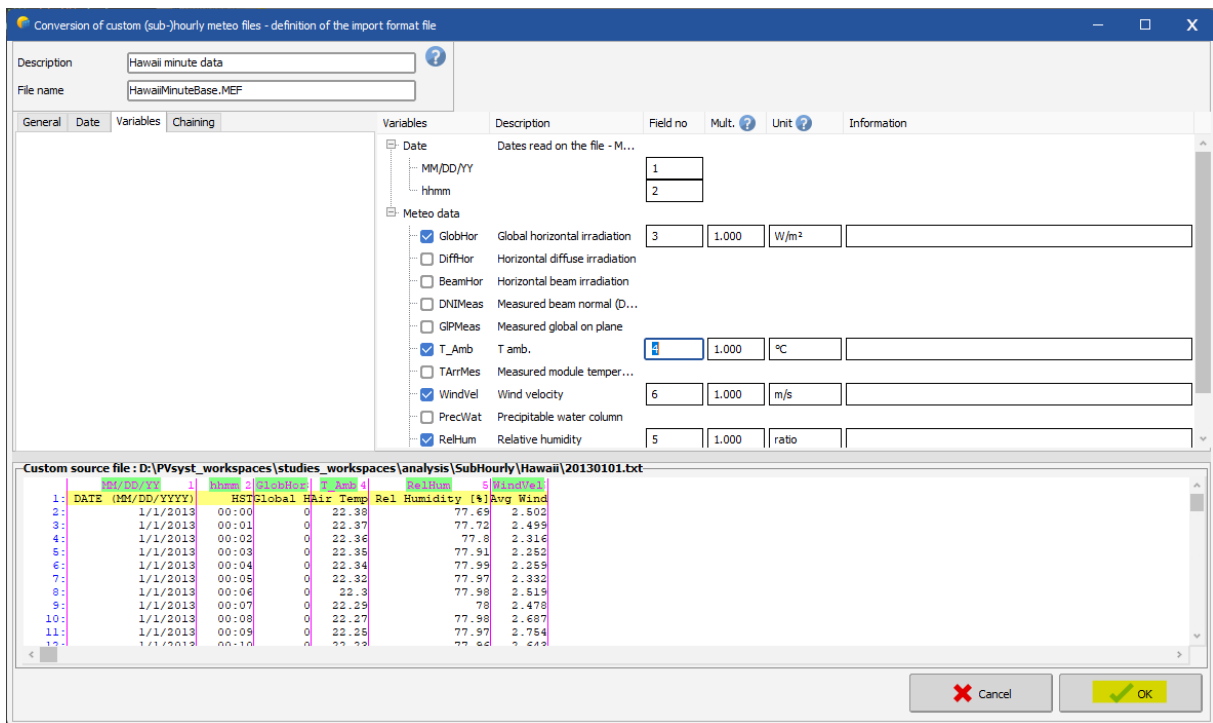 Conversion of custom (sub-)hourly meteo files - definition of the import format file
Description Hawaii minute data
File name HawaiiMinuteBase.MEF
General Date Variables Chaining
Variables Description Field no Mult. Unit Information
Date Dates read on the file - M...
MM/DD/YY 1
hhmm 2
Meteo data
GlobHor Global horizontal irradiation 3 1.000 W/m²
DiffHor Horizontal diffuse irradiation
BeamHor Horizontal beam irradiation
DNIMeas Measured beam normal (D...
GlPMeas Measured global on plane
T_Amb T amb. 4 1.000 °C
TArrMes Measured module temper...
WindVel Wind velocity 6 1.000 m/s
PrecWat Precipitable water column
RelHum Relative humidity 5 1.000 ratio
Custom source file : D:\PVsyst_workspaces\studies_workspaces\analysis\SubHourly\Hawaii\20130101.txt
MM/DD/YY 1 hhmm 2 GlobHor T_Amb 4 RelHum 5 WindVel
1: DATE (MM/DD/YYYY) HST Global H Air Temp Rel Humidity [%] Avg Wind
2: 1/1/2013 00:00 0 22.38 77.69 2.502
3: 1/1/2013 00:01 0 22.37 77.72 2.499
4: 1/1/2013 00:02 0 22.36 77.8 2.316
5: 1/1/2013 00:03 0 22.35 77.91 2.252
6: 1/1/2013 00:04 0 22.34 77.99 2.259
7: 1/1/2013 00:05 0 22.32 77.97 2.332
8: 1/1/2013 00:06 0 22.3 77.98 2.519
9: 1/1/2013 00:07 0 22.29 78 2.478
10: 1/1/2013 00:08 0 22.27 77.98 2.687
11: 1/1/2013 00:09 0 22.25 77.97 2.754
12: 1/1/2013 00:10 0 22.23 77.96 2.643
Cancel OK